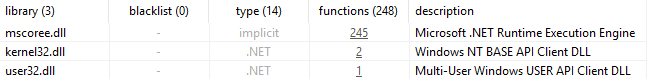 library (3) blacklist (0) type (14) functions (248) description
mscoree.dll - implicit 245 Microsoft .NET Runtime Execution Engine
kernel32.dll - .NET 2 Windows NT BASE API Client DLL
user32.dll - .NET 1 Multi-User Windows USER API Client DLL